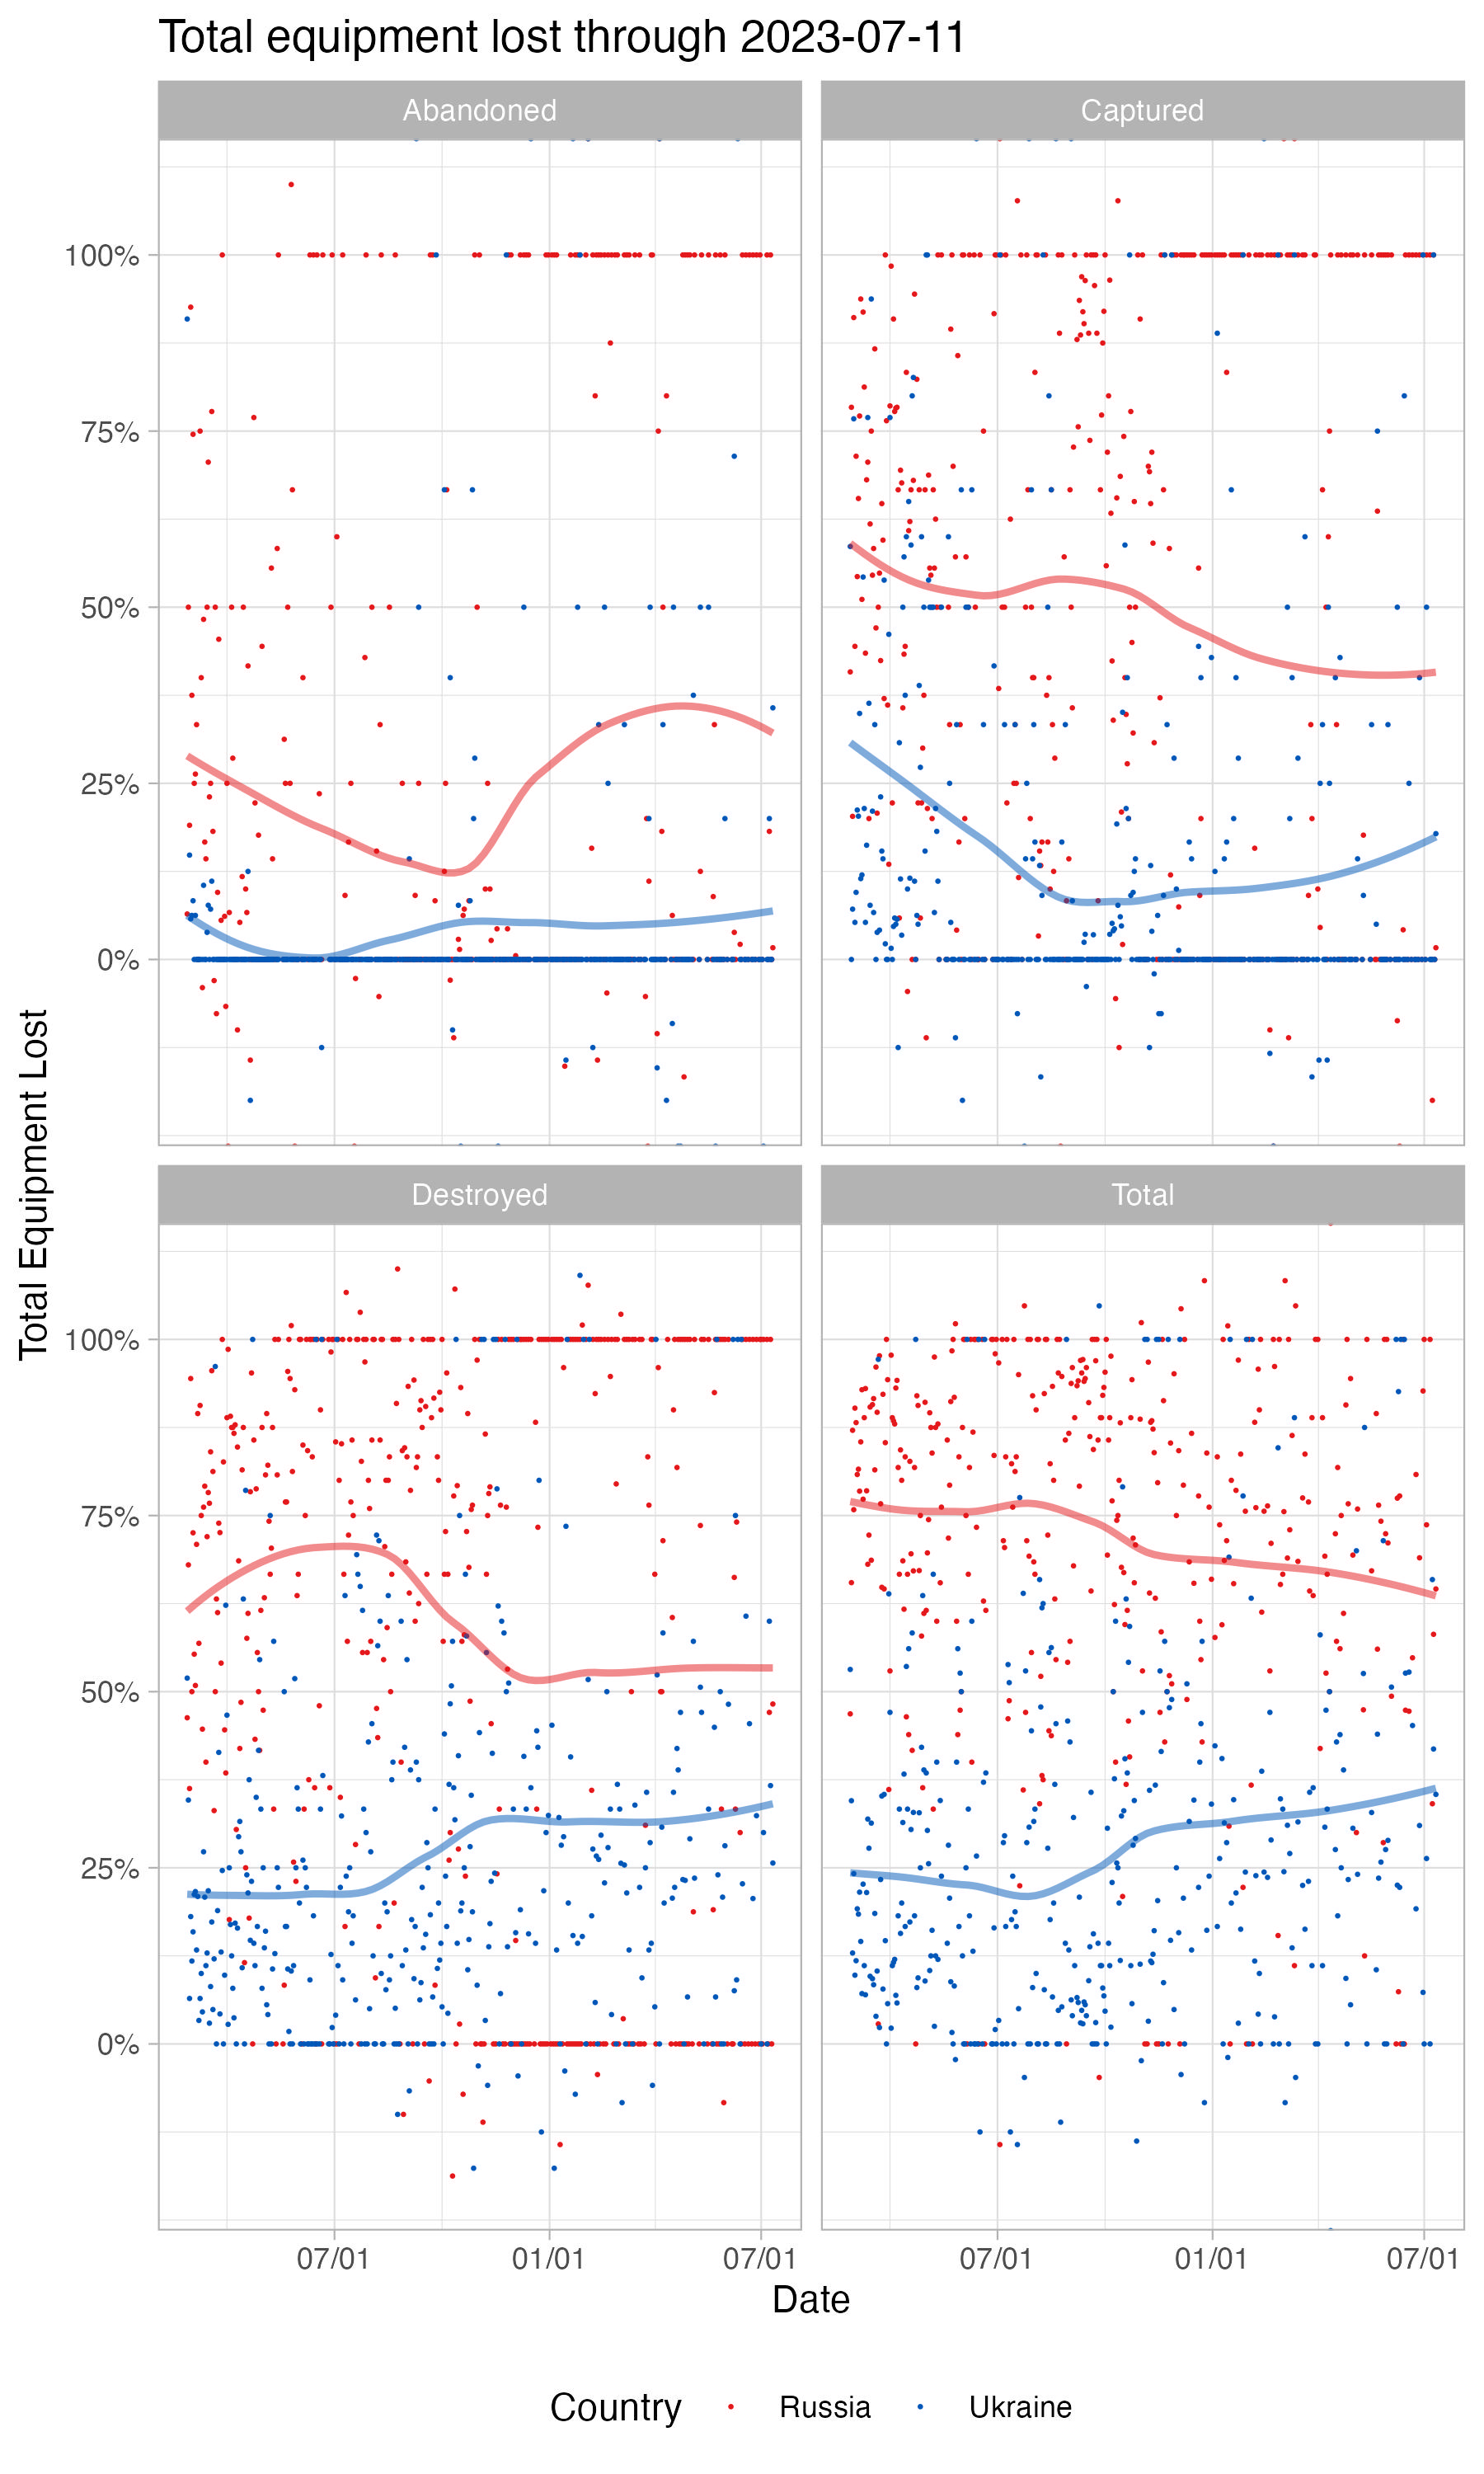 Total equipment lost through 2023-07-11
Abandoned
Captured
100%
75%
50%
25%
0%
Total Equipment Lost
Destroyed
Total
100%
75%
50%
25%
0%
07/01
01/01
07/01
07/01
01/01
07/01
Date
Country
Russia
Ukraine